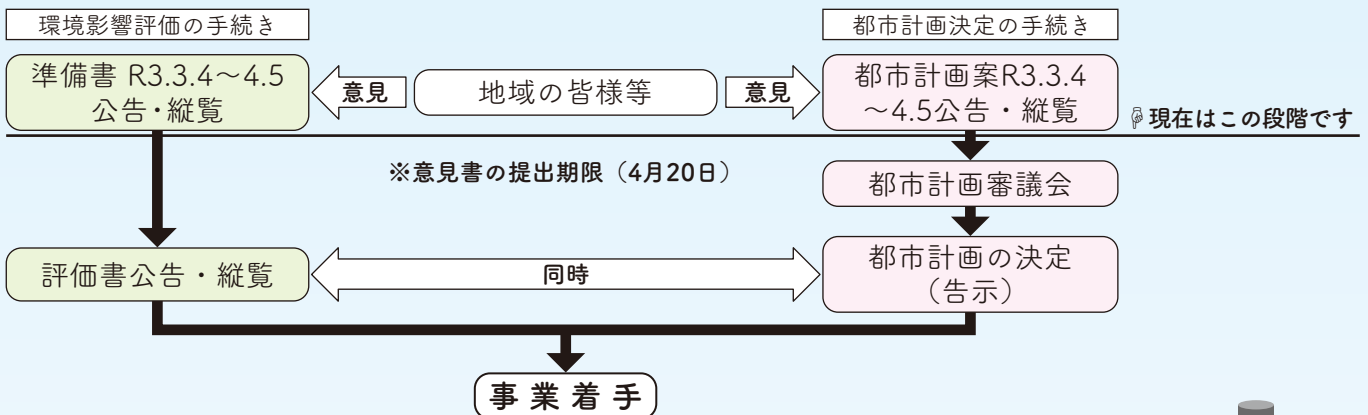 環境影響評価の手続き
都市計画決定の手続き
準備書 R3.3.4～4.5
公告・縦覧
意見
地域の皆様等
意見
都市計画案R3.3.4
～4.5公告・縦覧
☟現在はこの段階です
※意見書の提出期限（4月20日）
都市計画審議会
評価書公告・縦覧
同時
都市計画の決定
（告示）
事業着手